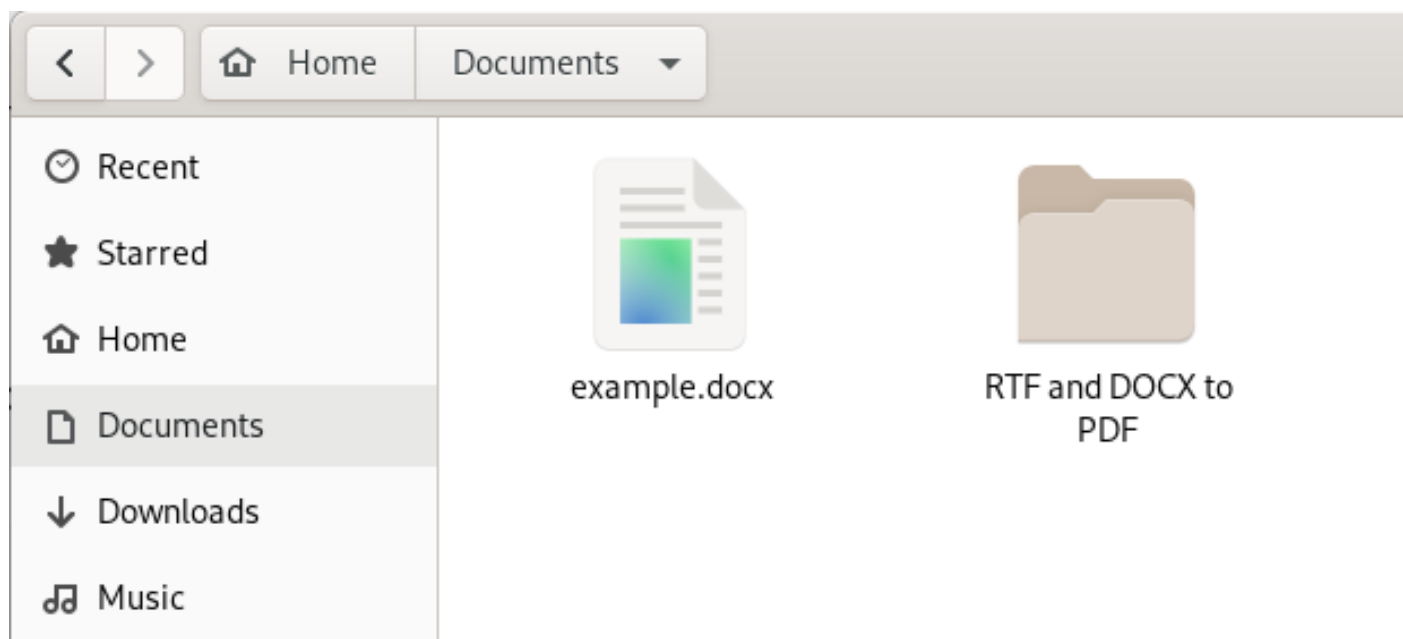 Home Documents
Recent
Starred
Home
Documents
Downloads
Music
example.docx
RTF and DOCX to
PDF